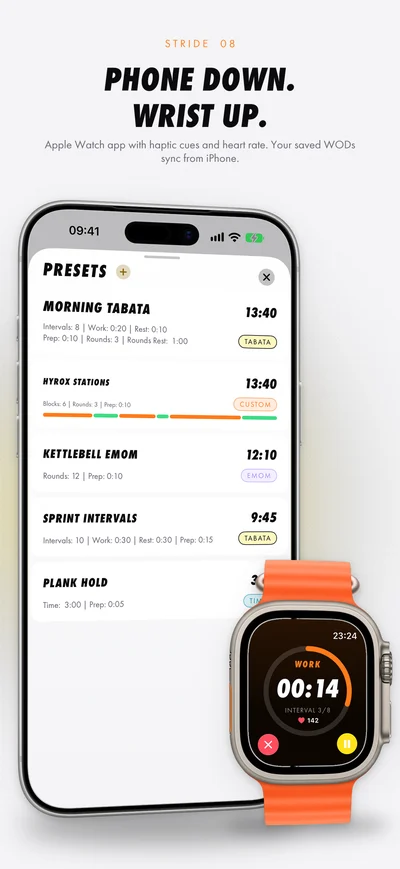 STRIDE 08
PHONE DOWN.
WRIST UP.
Apple Watch app with haptic cues and heart rate. Your saved WODs
sync from iPhone.
09:41
PRESETS
MORNING TABATA
13:40
Intervals: 8 | Work: 0:20 | Rest: 0:10
Prep: 0:10 | Rounds: 3 | Rounds Rest: 1:00
TABATA
HYROX STATIONS
13:40
Blocks: 6 | Rounds: 3 | Prep: 0:10
CUSTOM
KETTLEBELL EMOM
12:10
Rounds: 12 | Prep: 0:10
EMOM
SPRINT INTERVALS
9:45
Intervals: 10 | Work: 0:30 | Rest: 0:30 | Prep: 0:15
TABATA
PLANK HOLD
Time: 3:00 | Prep: 0:05
23:24
WORK
00:14
INTERVAL 3/8
142